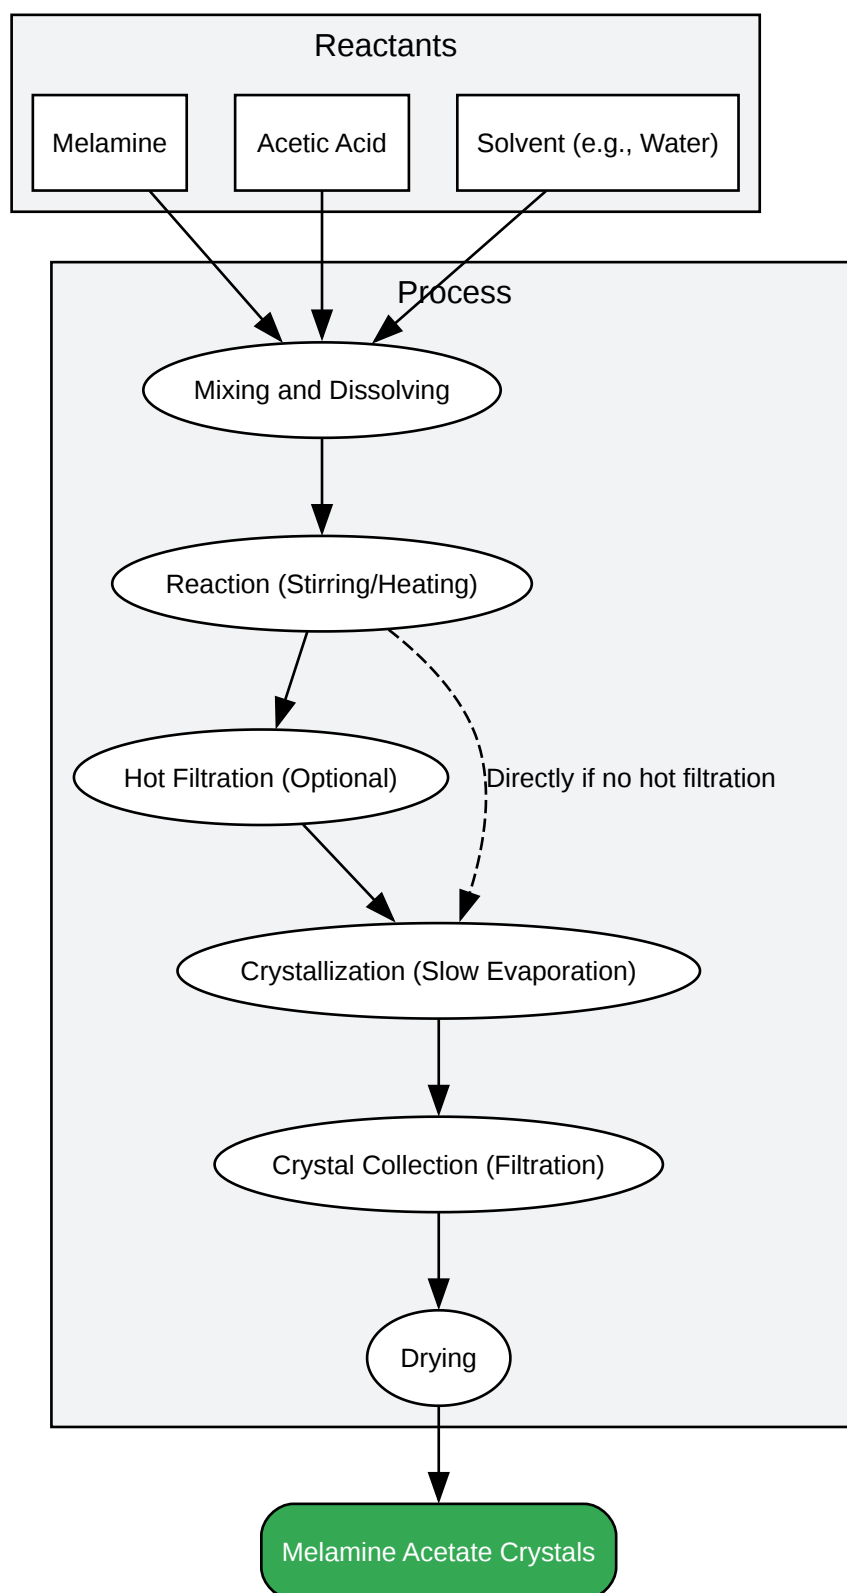 Reactants
Melamine
Acetic Acid
Solvent (e.g., Water)
Process
Mixing and Dissolving
Reaction (Stirring/Heating)
Hot Filtration (Optional)
Directly if no hot filtration
Crystallization (Slow Evaporation)
Crystal Collection (Filtration)
Drying
Melamine Acetate Crystals